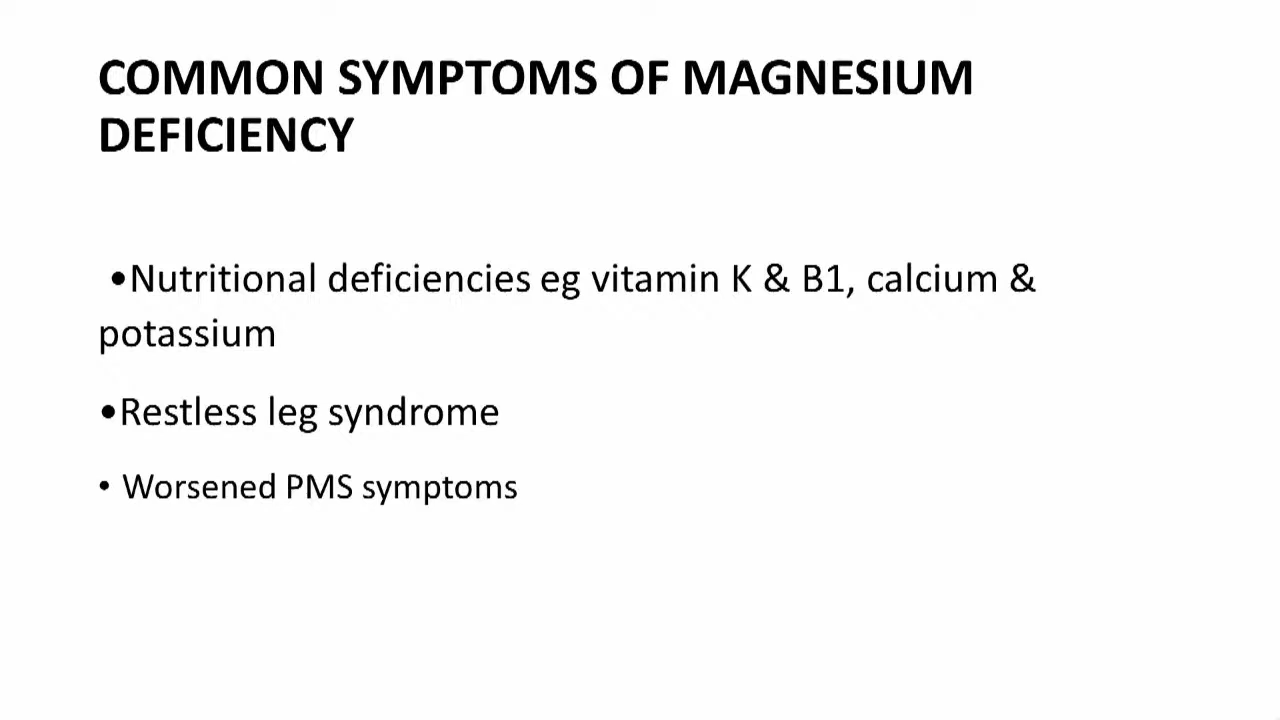 COMMON SYMPTOMS OF MAGNESIUM
DEFICIENCY
•Nutritional deficiencies eg vitamin K & B1, calcium &
potassium
•Restless leg syndrome
• Worsened PMS symptoms